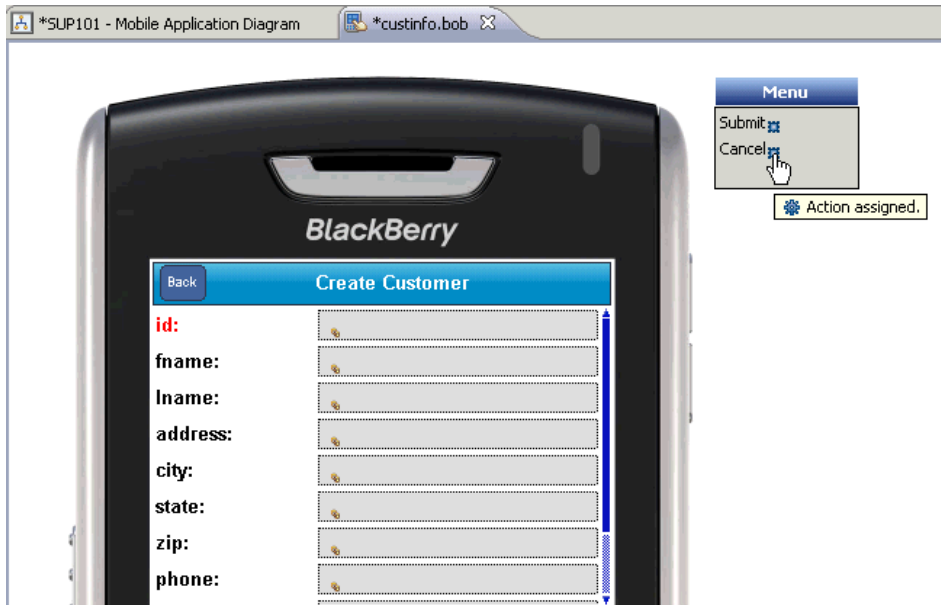 *SUP101 - Mobile Application Diagram
*custinfo.bob
Menu
Submit
Cancel
Action assigned.
BlackBerry
Back
Create Customer
id:
fname:
lname:
address:
city:
state:
zip:
phone: